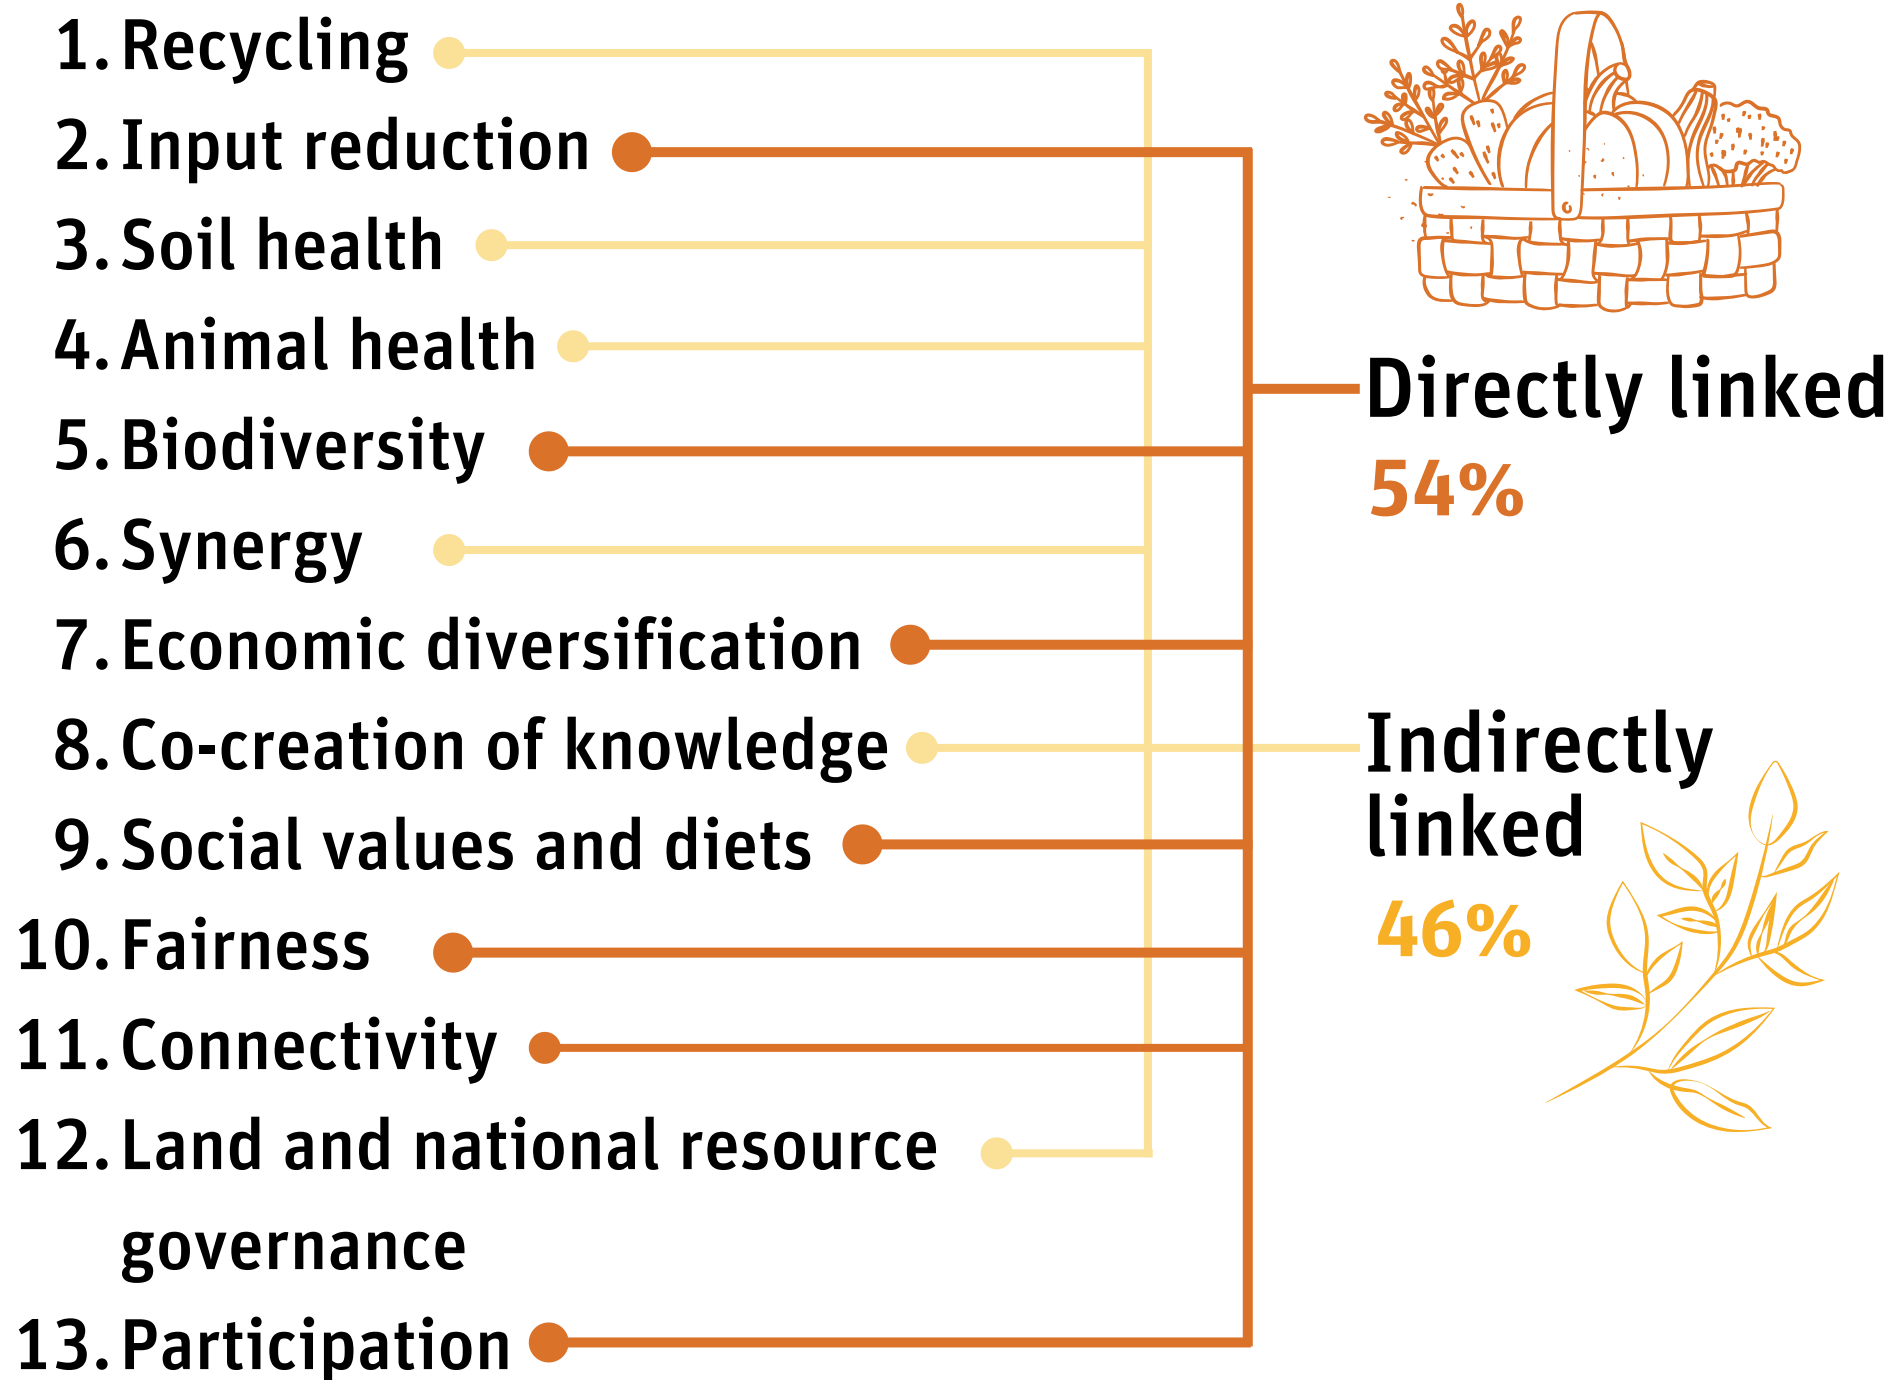 1. Recycling
2. Input reduction
3. Soil health
4. Animal health
5. Biodiversity
6. Synergy
7. Economic diversification
8. Co-creation of knowledge
9. Social values and diets
10. Fairness
11. Connectivity
12. Land and national resource
governance
13. Participation
Directly linked
54%
Indirectly
linked
46%